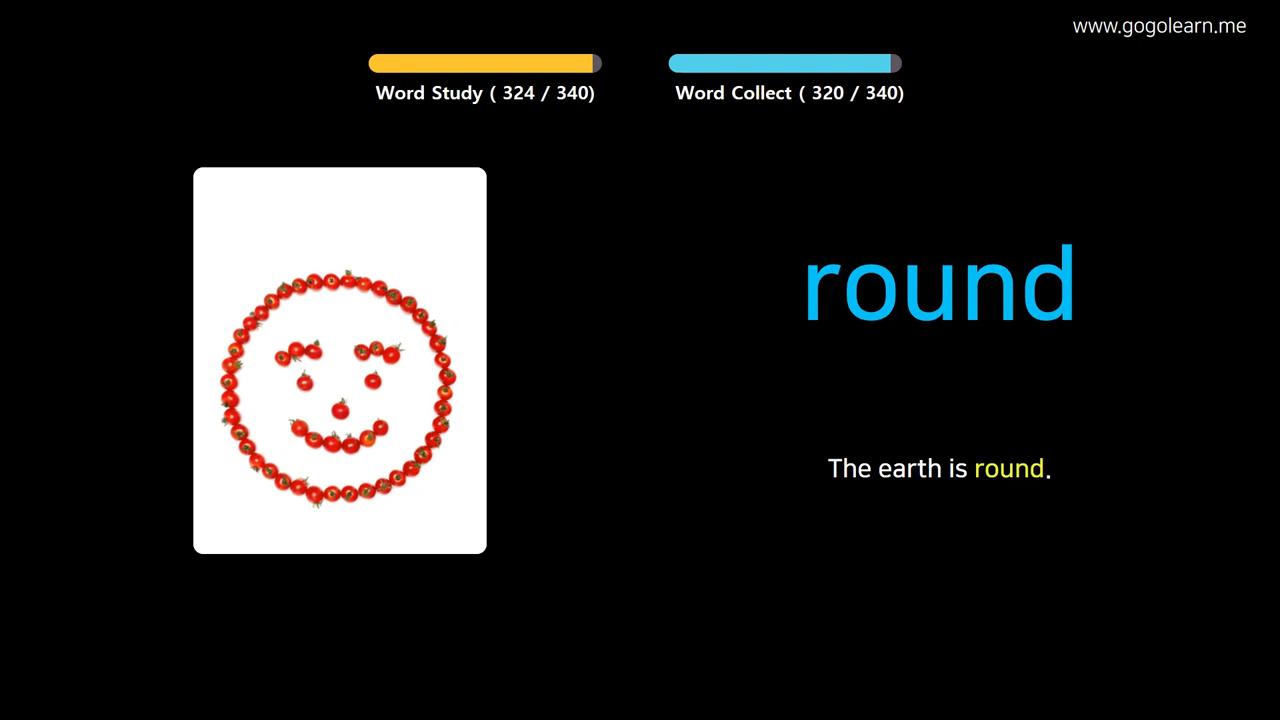 www.gogolearn.me
Word Study ( 324 / 340)
Word Collect ( 320 / 340)
round
The earth is round.